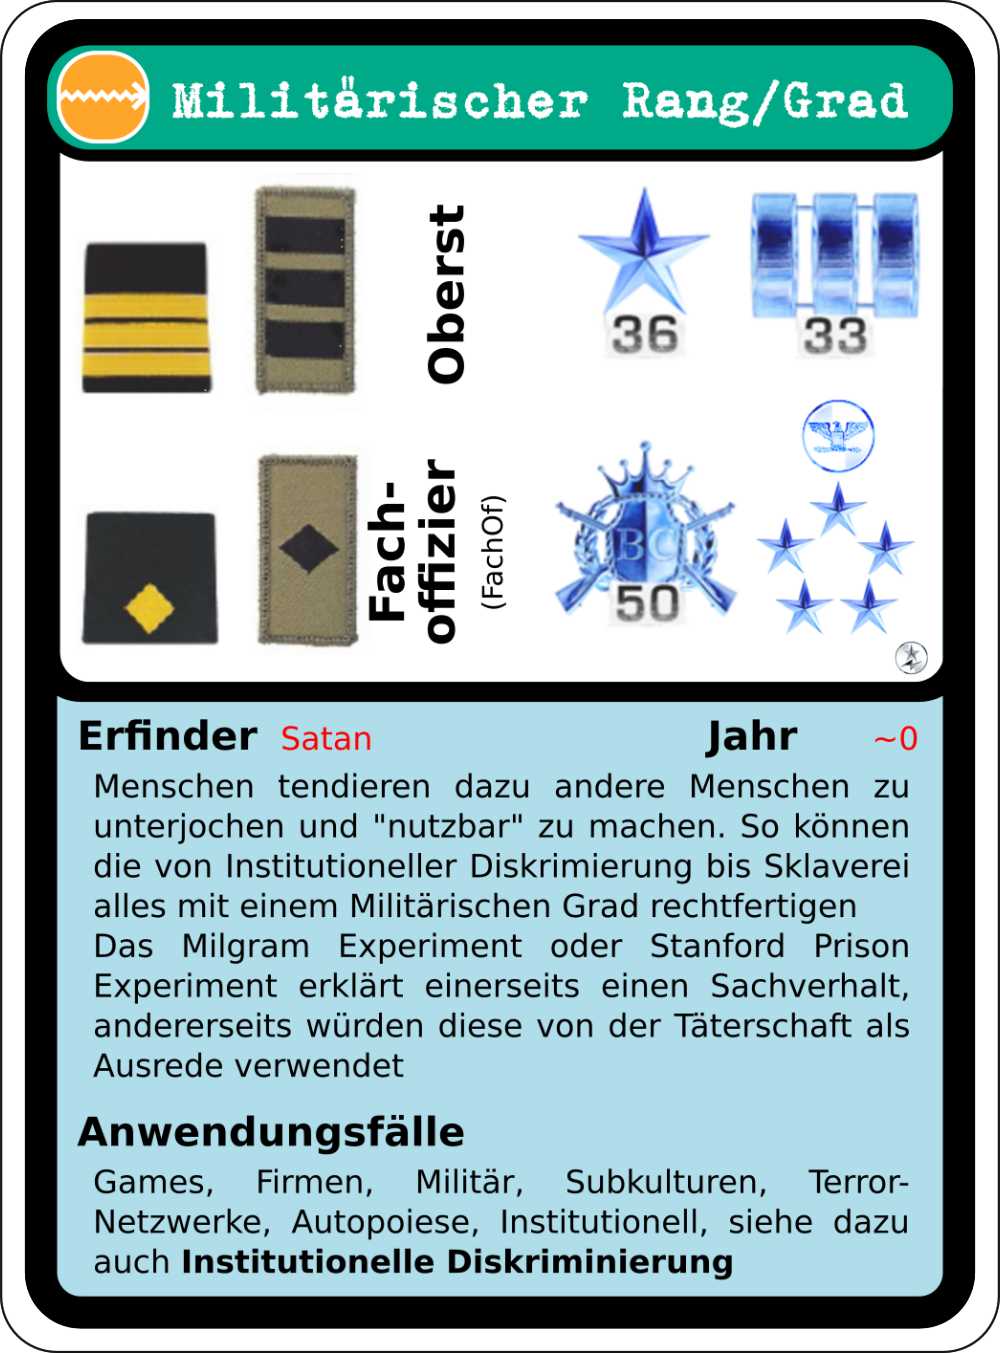 Militärischer Rang/Grad
Oberst
36
33
Fach-
offizier
(FachOf)
BC
50
Erfinder Satan Jahr ~0
Menschen tendieren dazu andere Menschen zu
unterjochen und "nutzbar" zu machen. So können
die von Institutioneller Diskrimierung bis Sklaverei
alles mit einem Militärischen Grad rechtfertigen
Das Milgram Experiment oder Stanford Prison
Experiment erklärt einerseits einen Sachverhalt,
andererseits würden diese von der Täterschaft als
Ausrede verwendet
Anwendungsfälle
Games, Firmen, Militär, Subkulturen, Terror-
Netzwerke, Autopoiese, Institutionell, siehe dazu
auch Institutionelle Diskriminierung